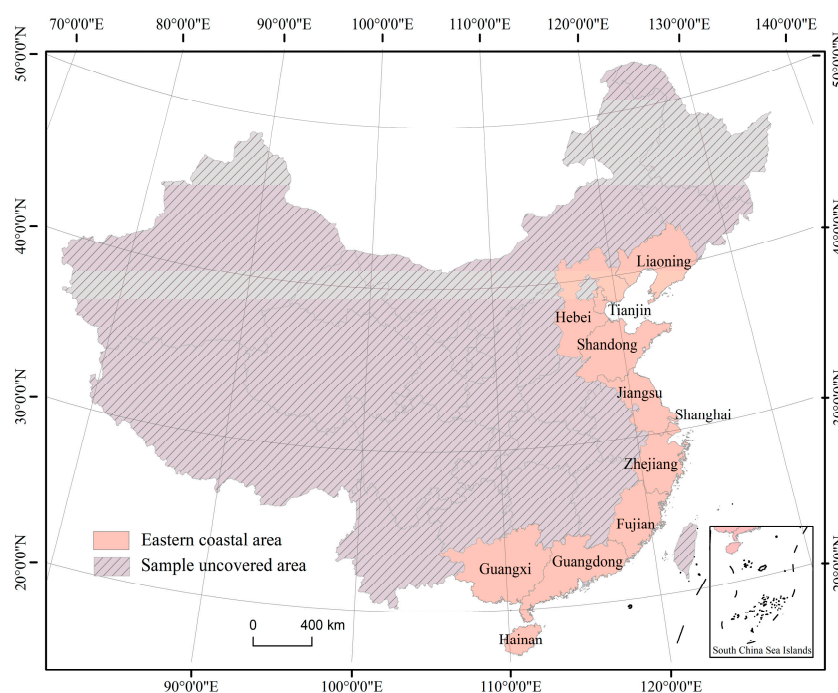 70°0'0"E 80°0'0"E 90°0'0"E 100°0'0"E 110°0'0"E 120°0'0"E 130°0'0"E 140°0'0"E
50°0'0"N
40°0'0"N
30°0'0"N
20°0'0"N
Liaoning
Hebei
Tianjin
Shandong
Jiangsu
Shanghai
Zhejiang
Fujian
Guangxi
Guangdong
Hainan
Eastern coastal area
Sample uncovered area
0 400 km
South China Sea Islands
90°0'0"E 100°0'0"E 110°0'0"E 120°0'0"E